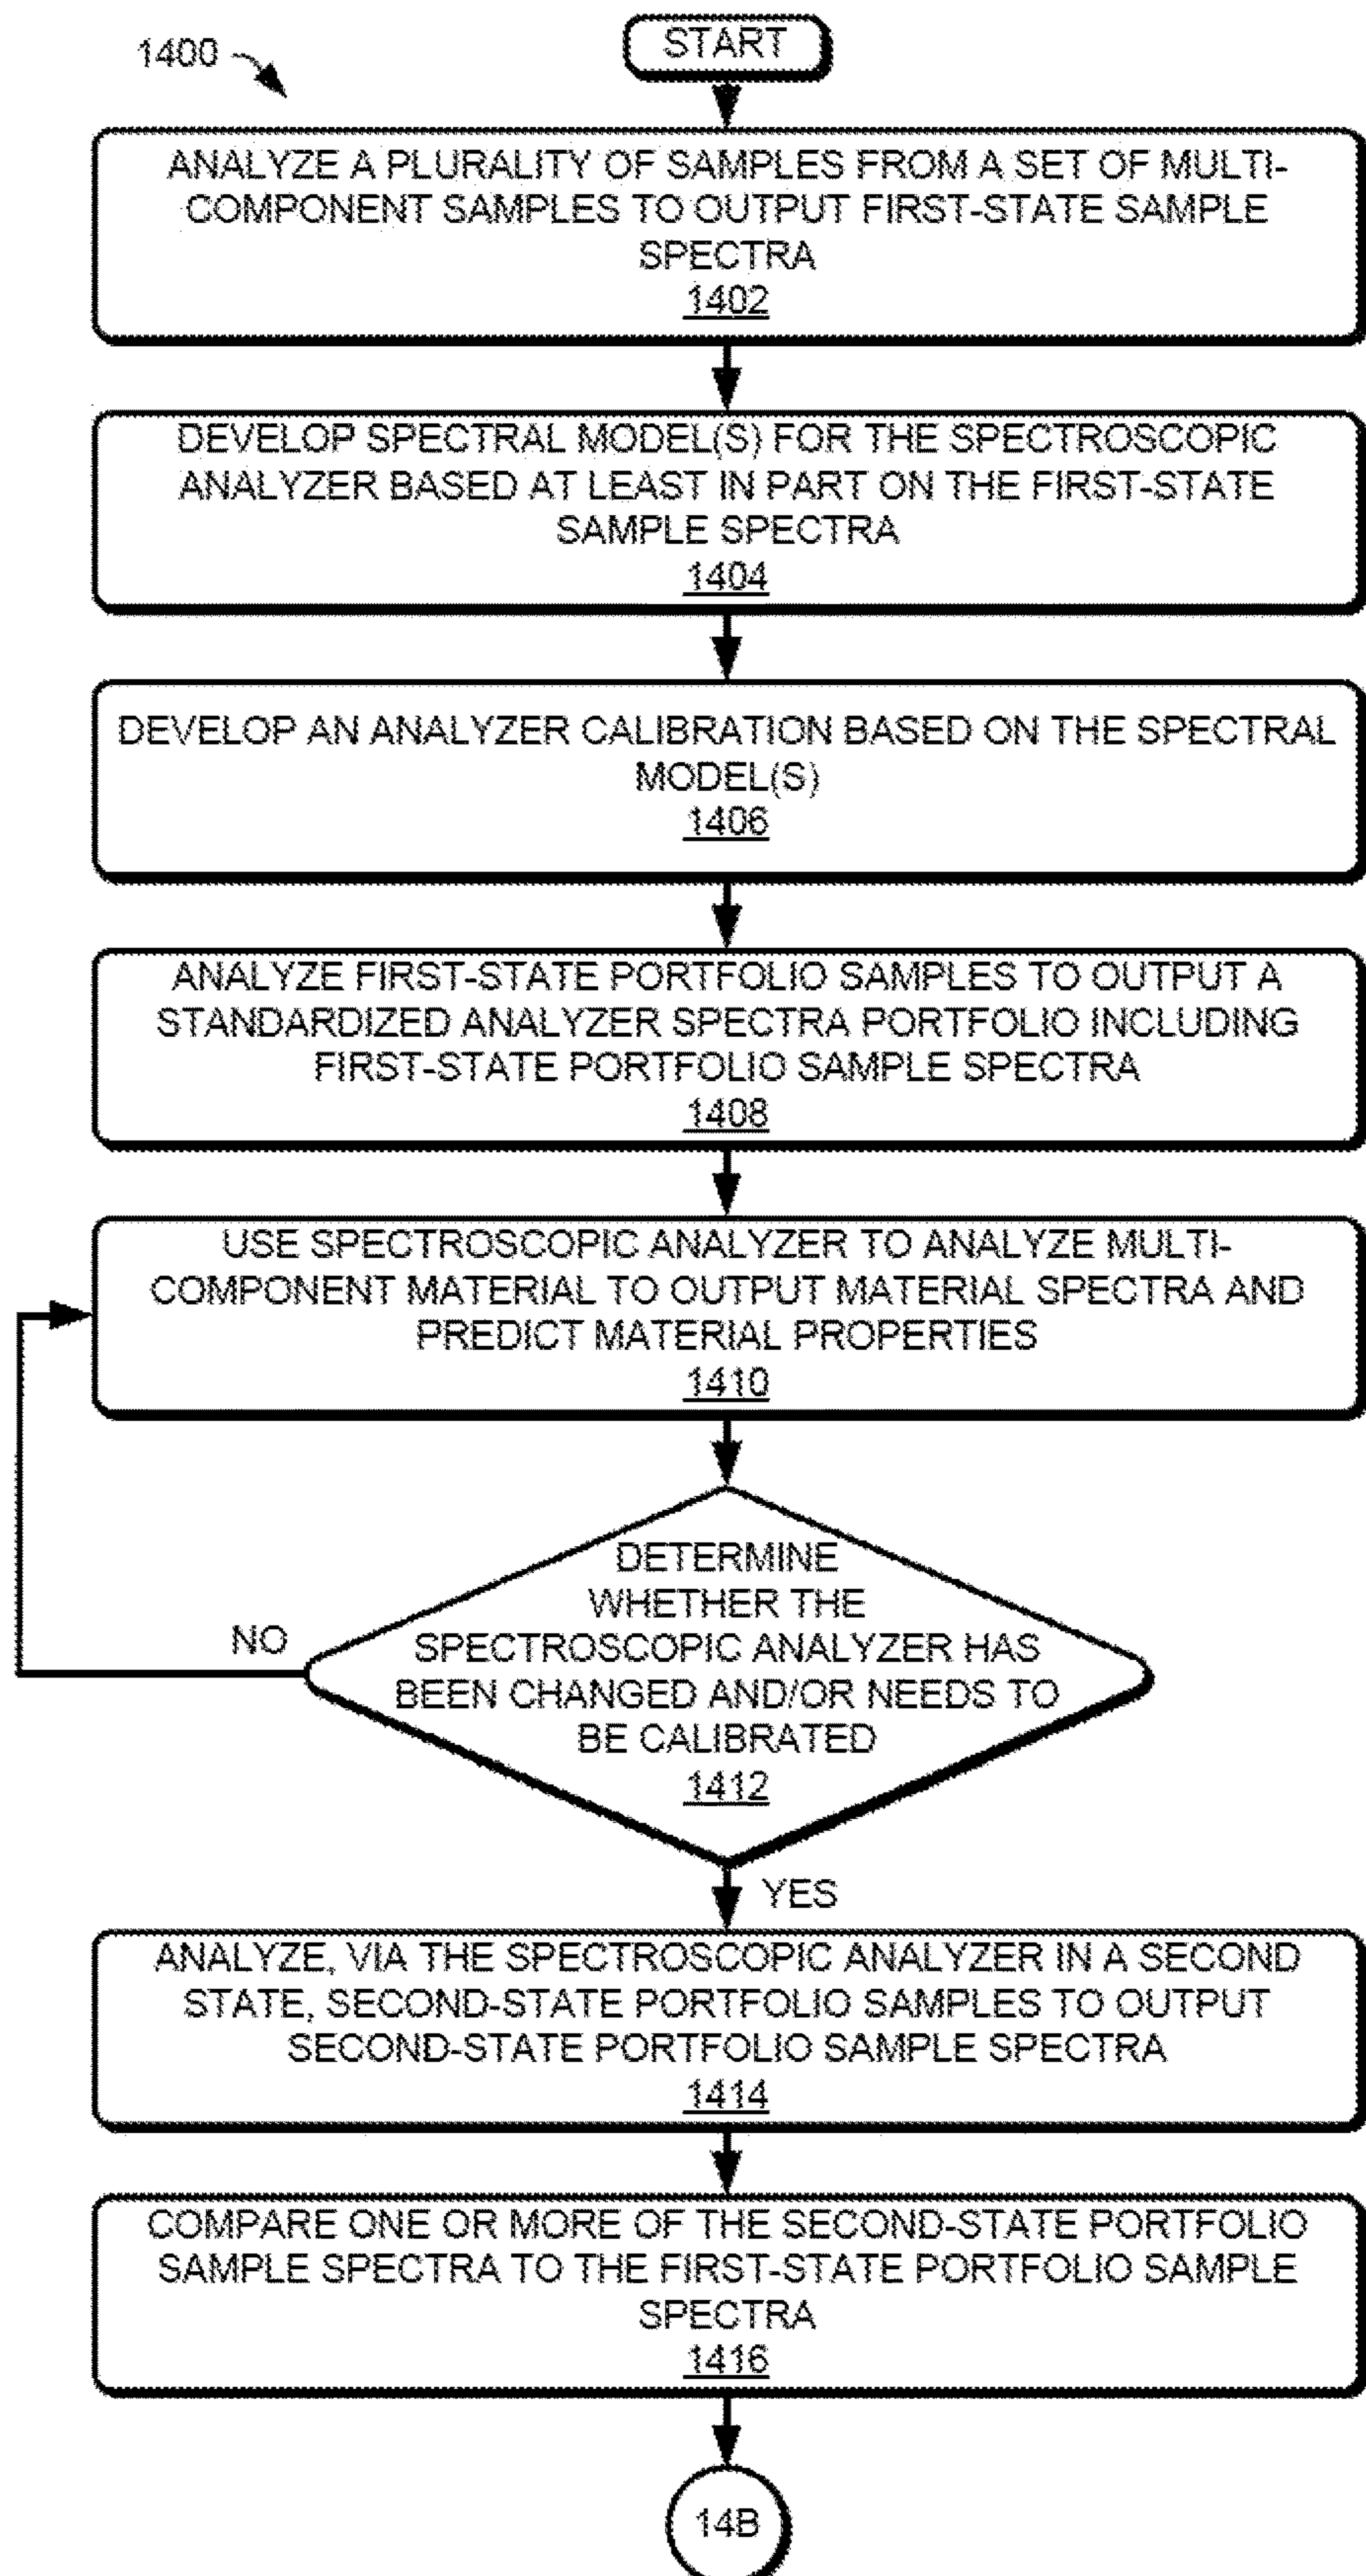 1400
START
ANALYZE A PLURALITY OF SAMPLES FROM A SET OF MULTI-
COMPONENT SAMPLES TO OUTPUT FIRST-STATE SAMPLE
SPECTRA
1402
DEVELOP SPECTRAL MODEL(S) FOR THE SPECTROSCOPIC
ANALYZER BASED AT LEAST IN PART ON THE FIRST-STATE
SAMPLE SPECTRA
1404
DEVELOP AN ANALYZER CALIBRATION BASED ON THE SPECTRAL
MODEL(S)
1406
ANALYZE FIRST-STATE PORTFOLIO SAMPLES TO OUTPUT A
STANDARDIZED ANALYZER SPECTRA PORTFOLIO INCLUDING
FIRST-STATE PORTFOLIO SAMPLE SPECTRA
1408
USE SPECTROSCOPIC ANALYZER TO ANALYZE MULTI-
COMPONENT MATERIAL TO OUTPUT MATERIAL SPECTRA AND
PREDICT MATERIAL PROPERTIES
1410
DETERMINE
WHETHER THE
SPECTROSCOPIC ANALYZER HAS
BEEN CHANGED AND/OR NEEDS TO
BE CALIBRATED
1412
NO
YES
ANALYZE, VIA THE SPECTROSCOPIC ANALYZER IN A SECOND
STATE, SECOND-STATE PORTFOLIO SAMPLES TO OUTPUT
SECOND-STATE PORTFOLIO SAMPLE SPECTRA
1414
COMPARE ONE OR MORE OF THE SECOND-STATE PORTFOLIO
SAMPLE SPECTRA TO THE FIRST-STATE PORTFOLIO SAMPLE
SPECTRA
1416
14B